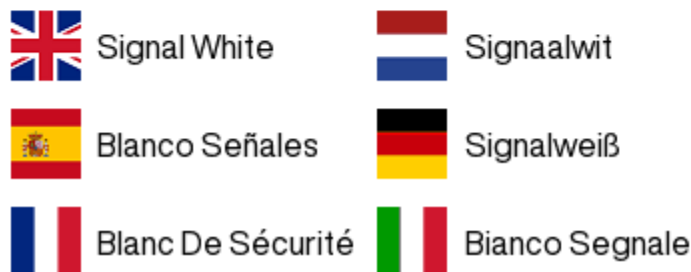 Signal White
Signaalwit
Blanco Señales
Signalweiß
Blanc De Sécurité
Bianco Segnale